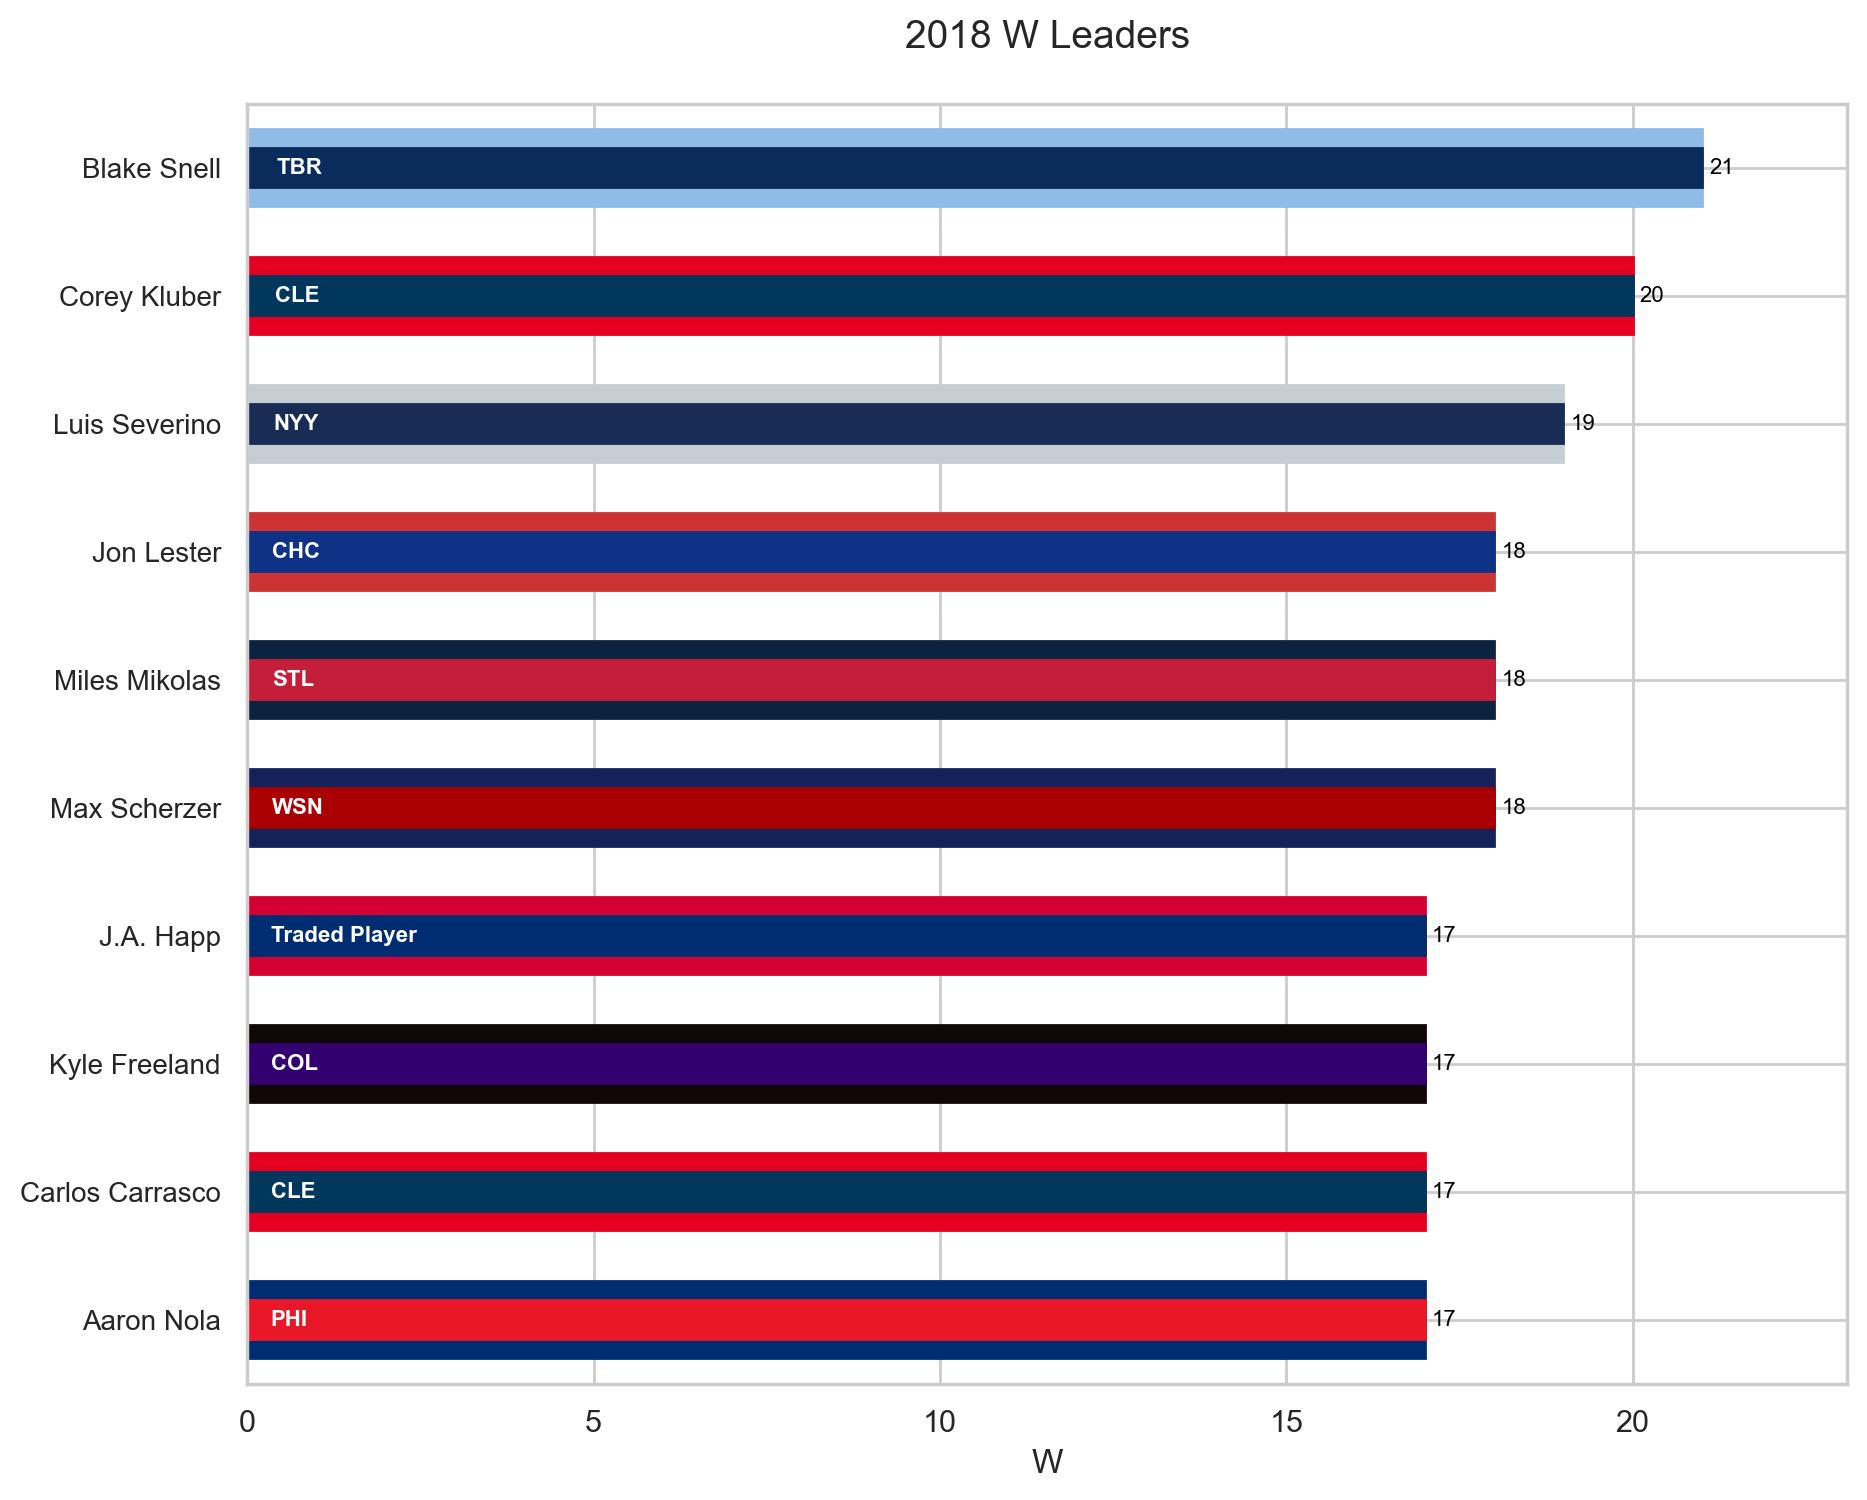 2018 W Leaders
Blake Snell TBR 21
Corey Kluber CLE 20
Luis Severino NYY 19
Jon Lester CHC 18
Miles Mikolas STL 18
Max Scherzer WSN 18
J.A. Happ Traded Player 17
Kyle Freeland COL 17
Carlos Carrasco CLE 17
Aaron Nola PHI 17
0 5 10 15 20
W